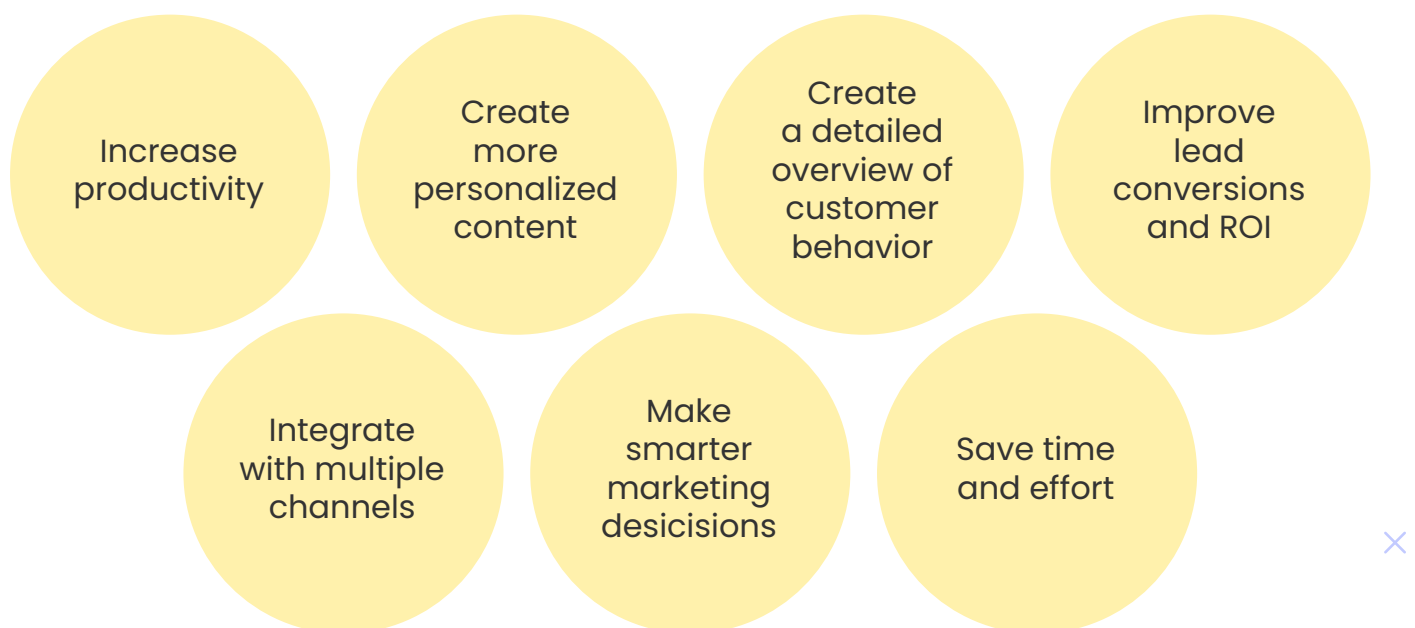 Increase
productivity
Create
more
personalized
content
Create
a detailed
overview of
customer
behavior
Improve
lead
conversions
and ROI
Integrate
with multiple
channels
Make
smarter
marketing
desicisions
Save time
and effort